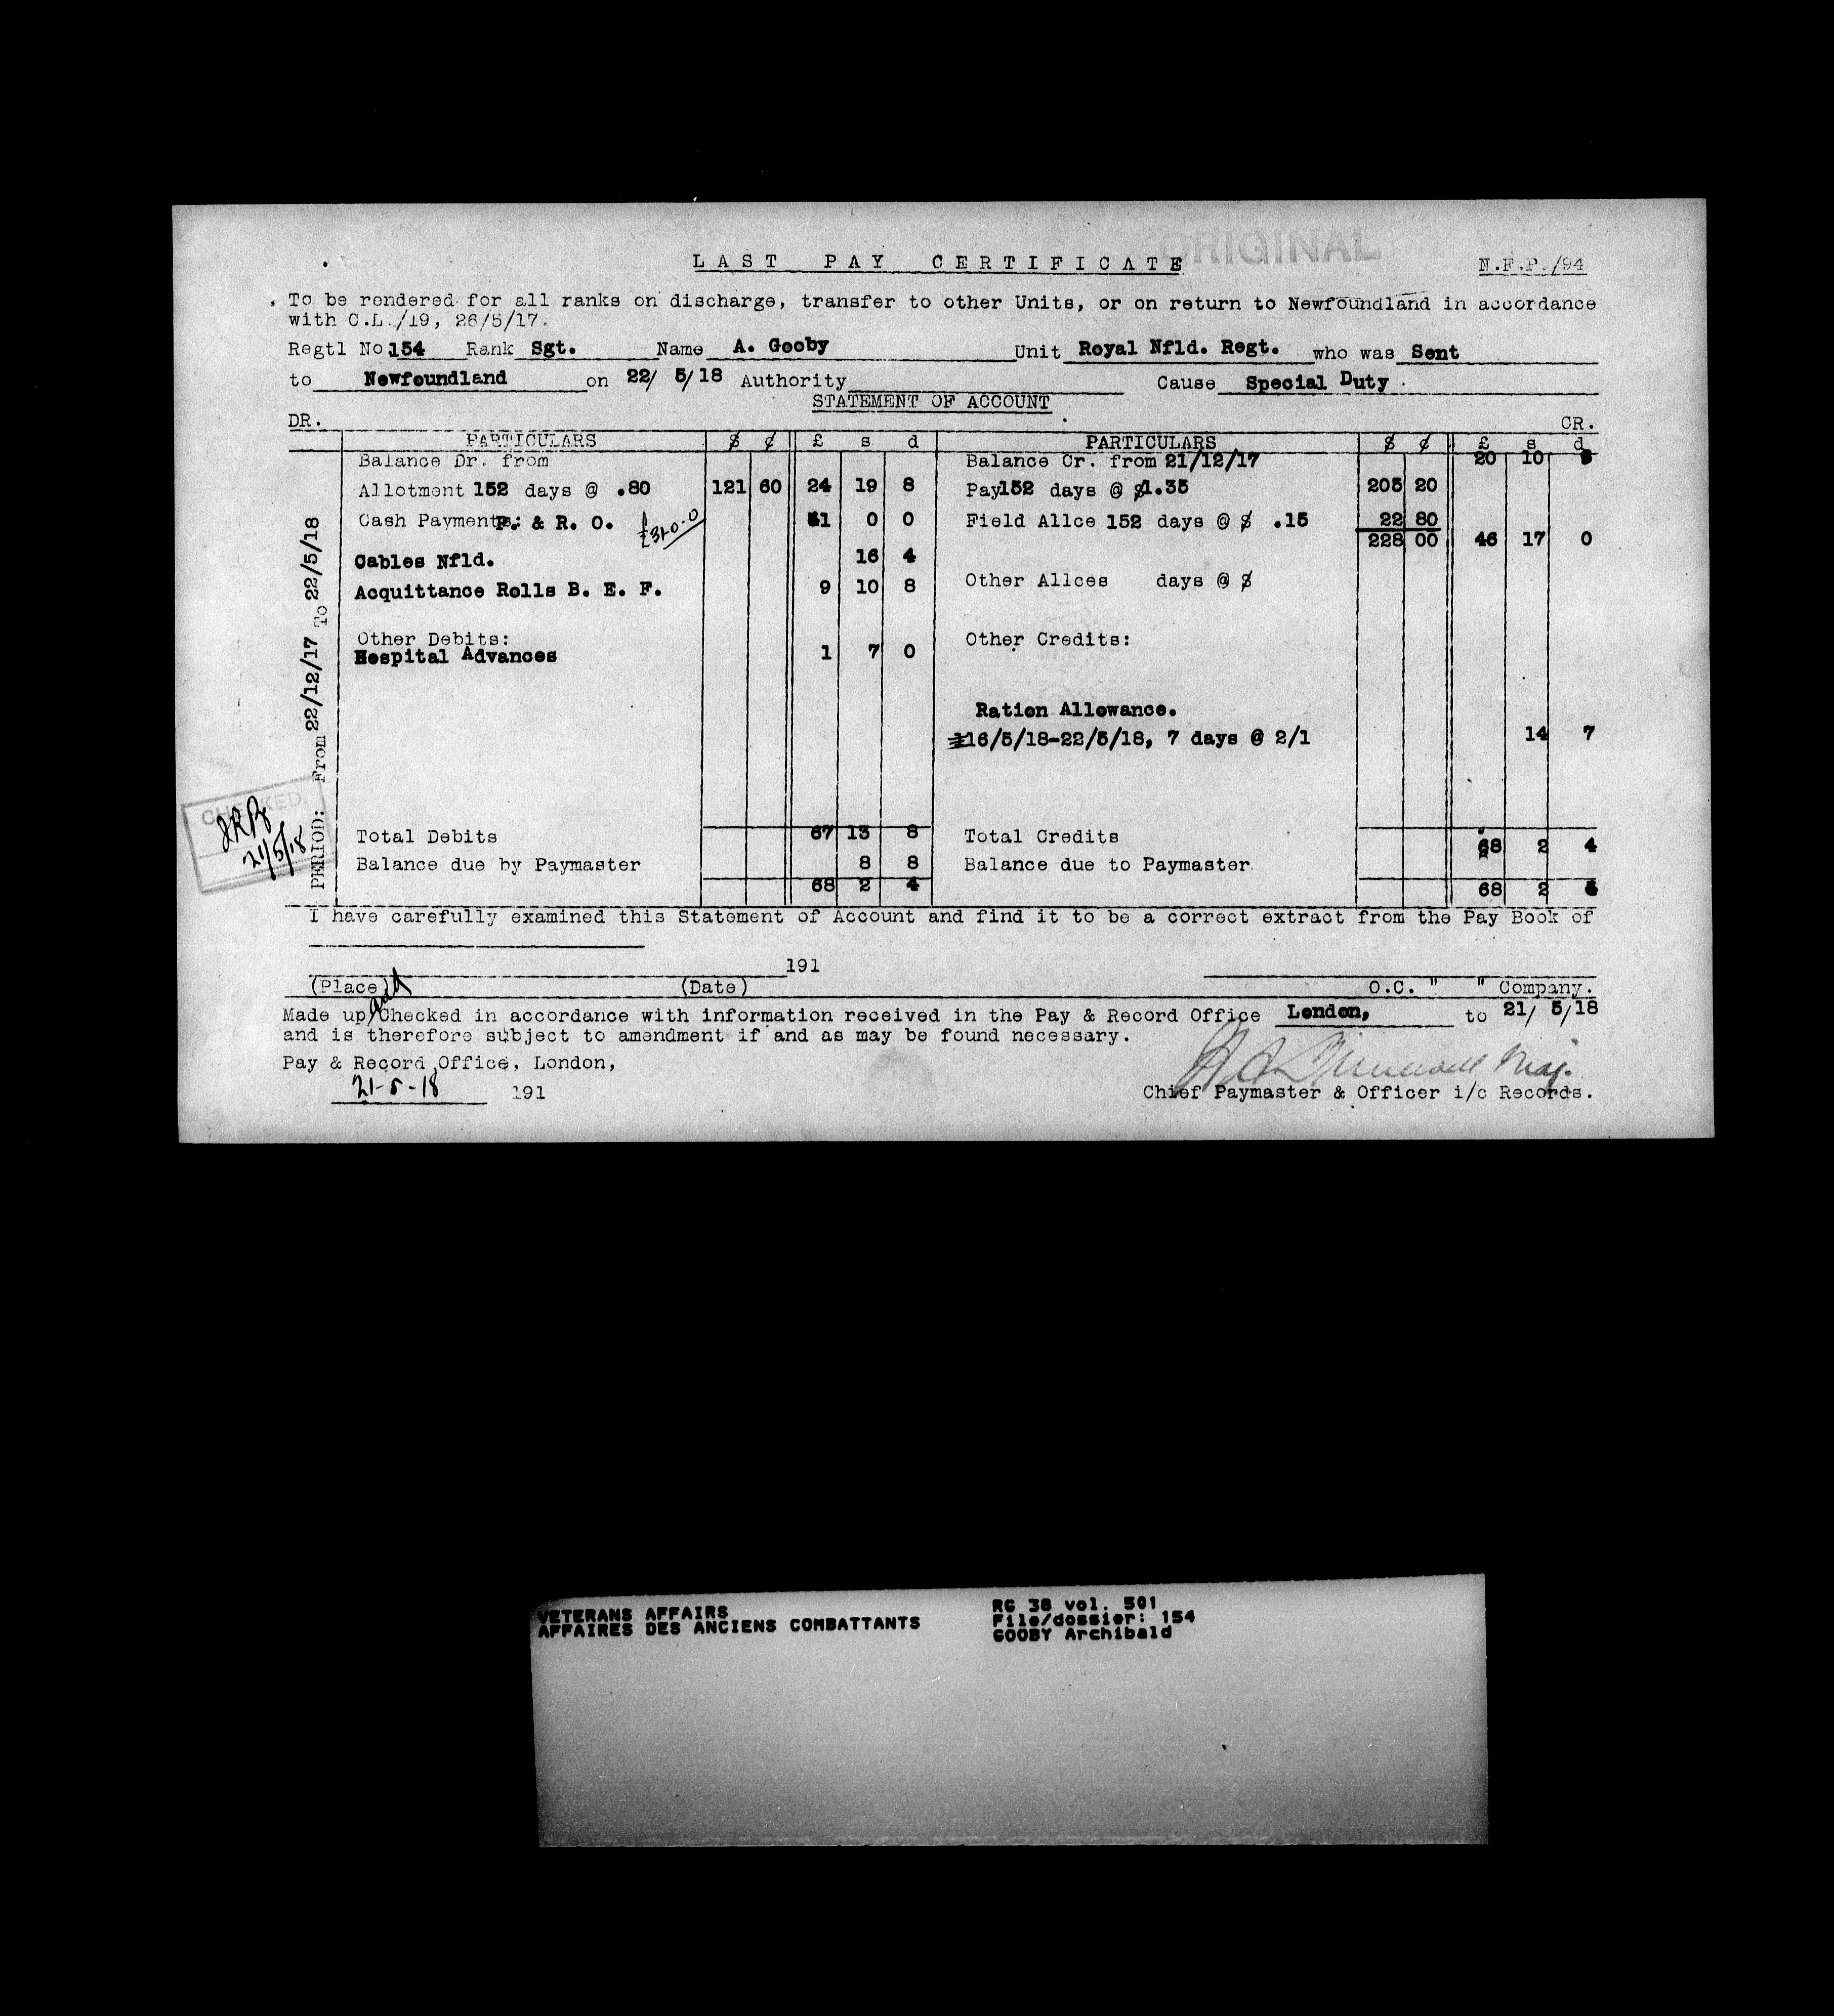 ORIGINAL
LAST PAY CERTIFICATE N.F.P./94
To be rendered for all ranks on discharge, transfer to other Units, or on return to Newfoundland in accordance
with C.L./19, 26/5/17.
Regtl No 154 Rank Sgt. Name A. Gooby Unit Royal Nfld. Regt. who was Sent
to Newfoundland on 22/ 5/18 Authority Cause Special Duty.
STATEMENT OF ACCOUNT
DR. CR.
PARTICULARS $ ¢ £ s d PARTICULARS $ ¢ £ s d
Balance Dr. from Balance Cr. from 21/12/17 20 10
Allotment 152 days @ .80 121 60 24 19 8 Pay 152 days @ $1.35 205 20
Cash Payments: P. & R. O. 1 0 0 Field Allce 152 days @ $ .15 22 80
228 00 46 17 0
Cables Nfld. 16 4
Acquittance Rolls B. E. F. 9 10 8 Other Allces days @ $
Other Debits: Other Credits:
Hospital Advances 1 7 0
Ration Allowance.
16/5/18-22/5/18, 7 days @ 2/1 14 7
Total Debits 67 13 8 Total Credits 68 2 4
Balance due by Paymaster 8 8 Balance due to Paymaster
68 2 4 68 2
PERIOD: From 22/12/17 To 22/5/18
CHECKED
21/5/18
I have carefully examined this Statement of Account and find it to be a correct extract from the Pay Book of
191
(Place) (Date) O.C. " " Company.
Made up and Checked in accordance with information received in the Pay & Record Office London, to 21/ 5/18
and is therefore subject to amendment if and as may be found necessary.
Pay & Record Office, London,
21-5-18 191 Chief Paymaster & Officer i/c Records.
VETERANS AFFAIRS RG 38 vol. 501
AFFAIRES DES ANCIENS COMBATTANTS File/dossier: 154
GOOBY Archibald